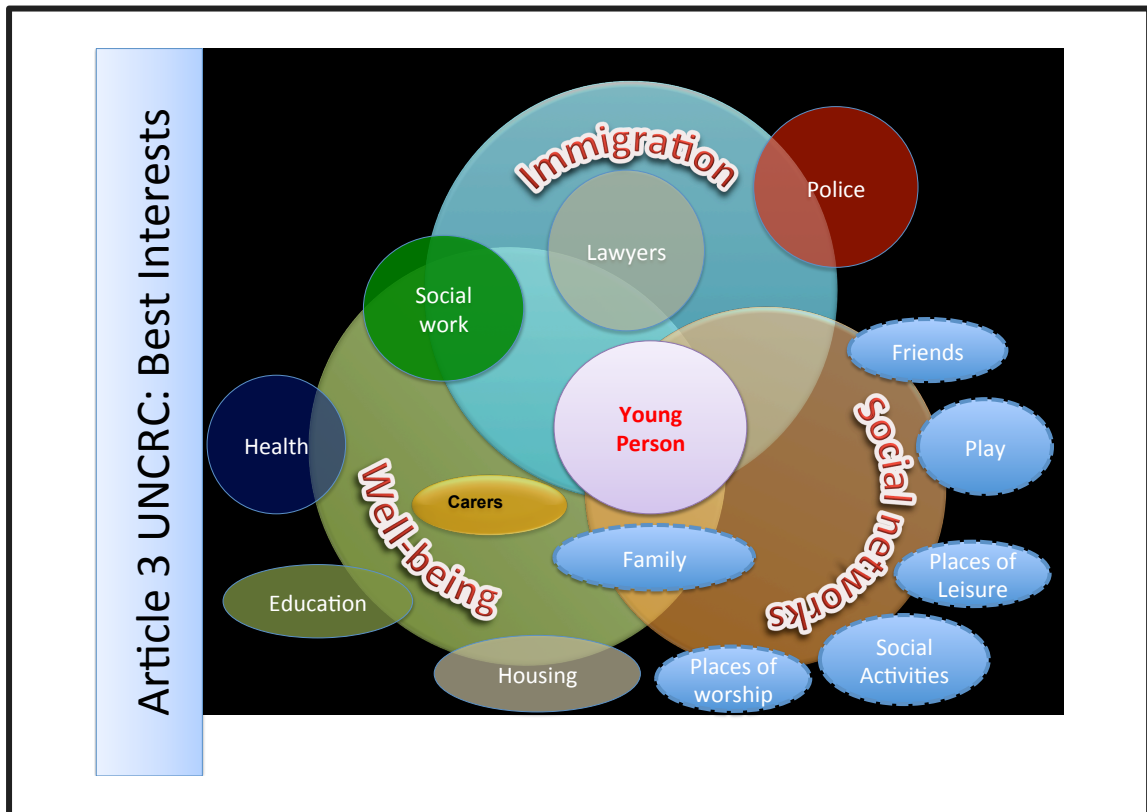 Article 3 UNCRC: Best Interests
Immigration
Police
Lawyers
Social
work
Friends
Young
Person
Health
Play
Social networks
Well-being
Carers
Family
Places of
Leisure
Education
Social
Activities
Housing
Places of
worship